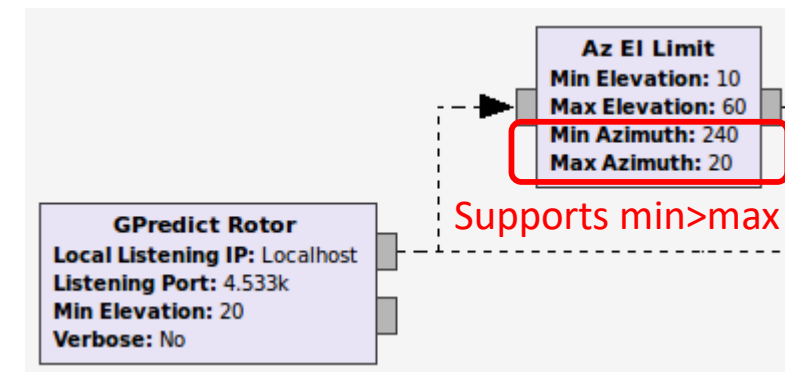 Az El Limit
Min Elevation: 10
Max Elevation: 60
Min Azimuth: 240
Max Azimuth: 20
Supports min>max
GPredict Rotor
Local Listening IP: Localhost
Listening Port: 4.533k
Min Elevation: 20
Verbose: No